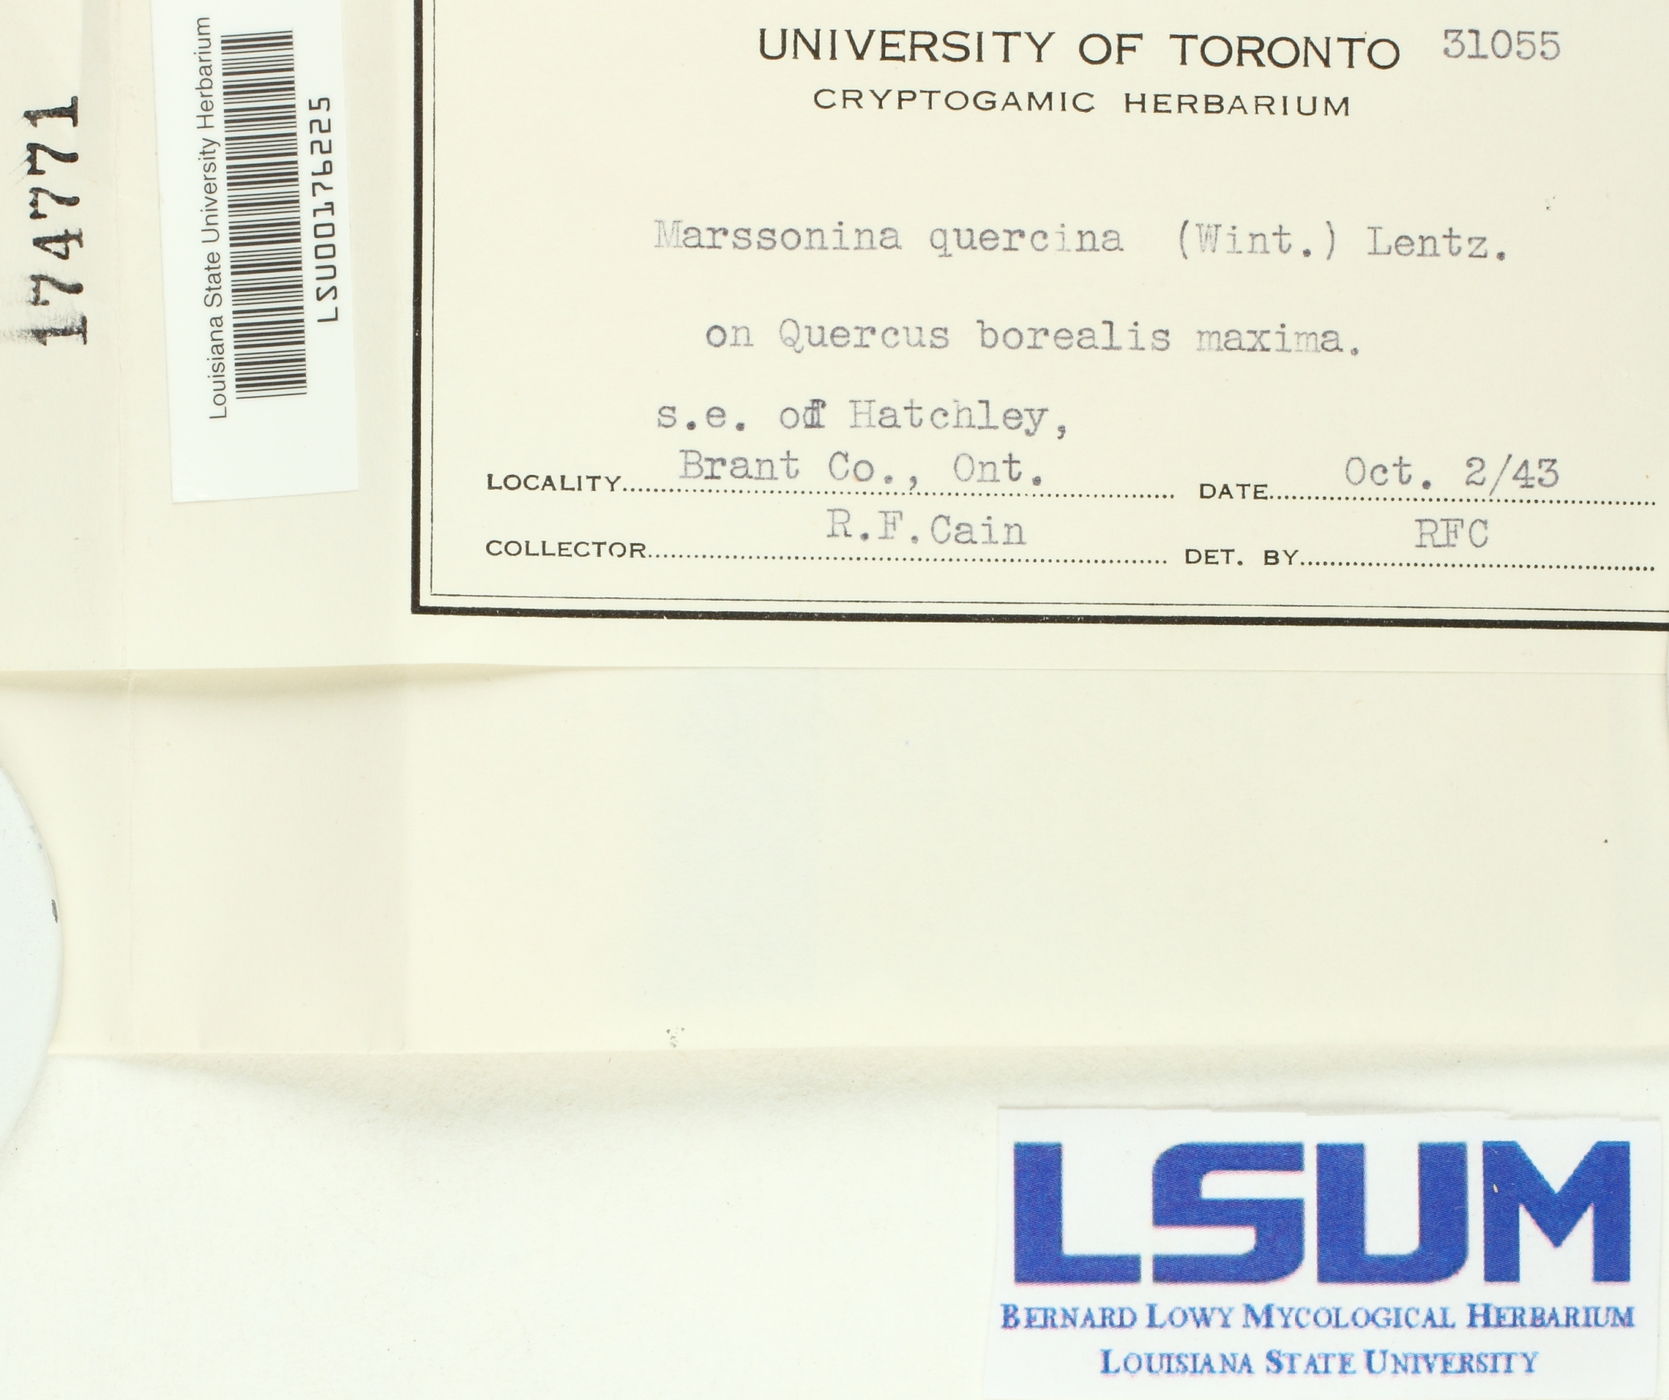 174771
Louisiana State University Herbarium
LSU00176225
UNIVERSITY OF TORONTO 31055
CRYPTOGAMIC HERBARIUM
Marssonina quercina (Wint.) Lentz.
on Quercus borealis maxima.
s.e. of Hatchley,
LOCALITY Brant Co., Ont. DATE Oct. 2/43
COLLECTOR R.F.Cain DET. BY RFC
LSUM
BERNARD LOWY MYCOLOGICAL HERBARIUM
LOUISIANA STATE UNIVERSITY